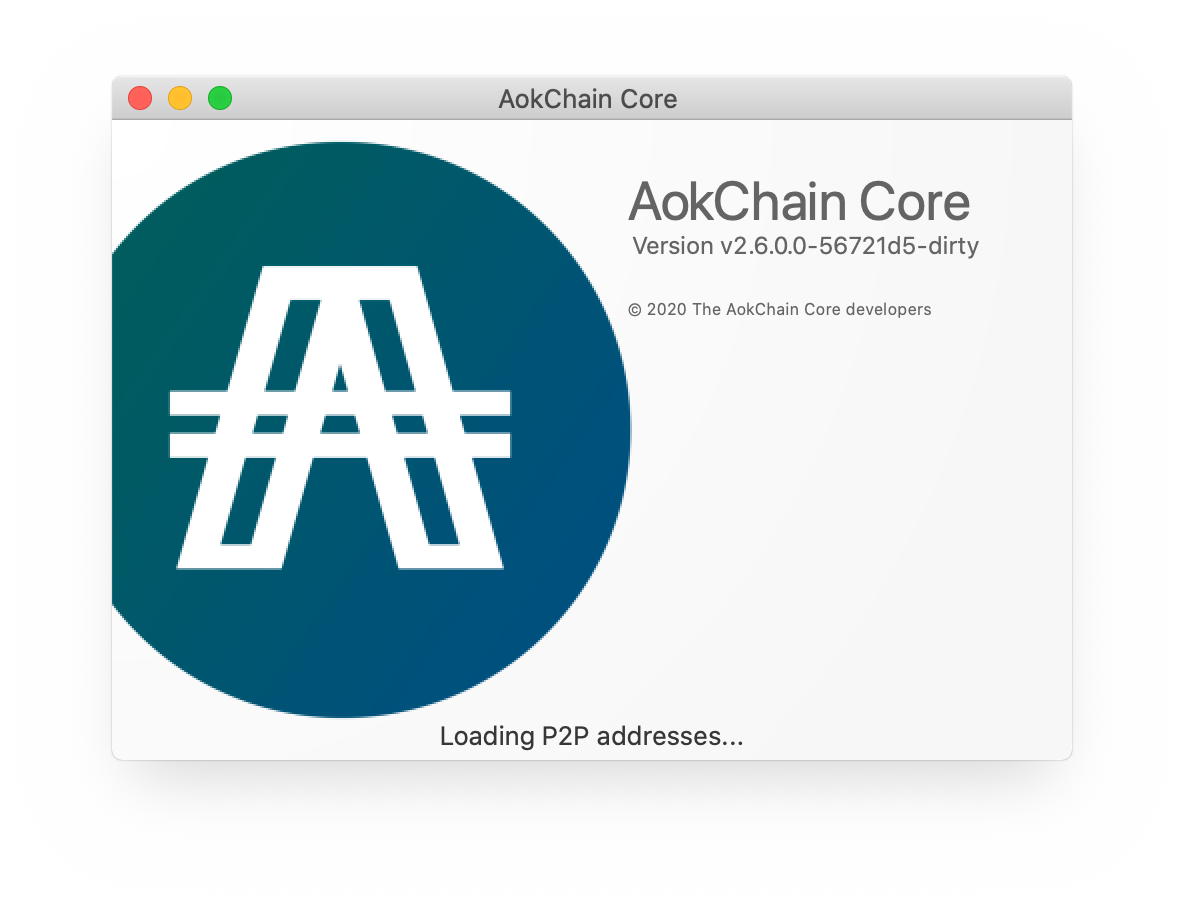 AokChain Core
AokChain Core
Version v2.6.0.0-56721d5-dirty
© 2020 The AokChain Core developers
Loading P2P addresses...